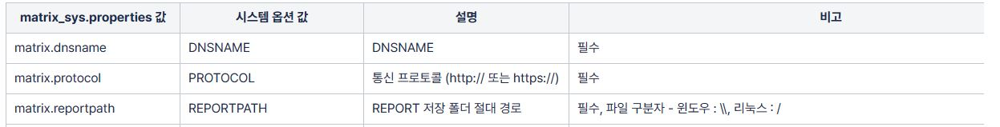 matrix_sys.properties 값 시스템 옵션 값 설명 비고
matrix.dnsname DNSNAME DNSNAME 필수
matrix.protocol PROTOCOL 통신 프로토콜 (http:// 또는 https://) 필수
matrix.reportpath REPORTPATH REPORT 저장 폴더 절대 경로 필수, 파일 구분자 - 윈도우 : \\, 리눅스 : /